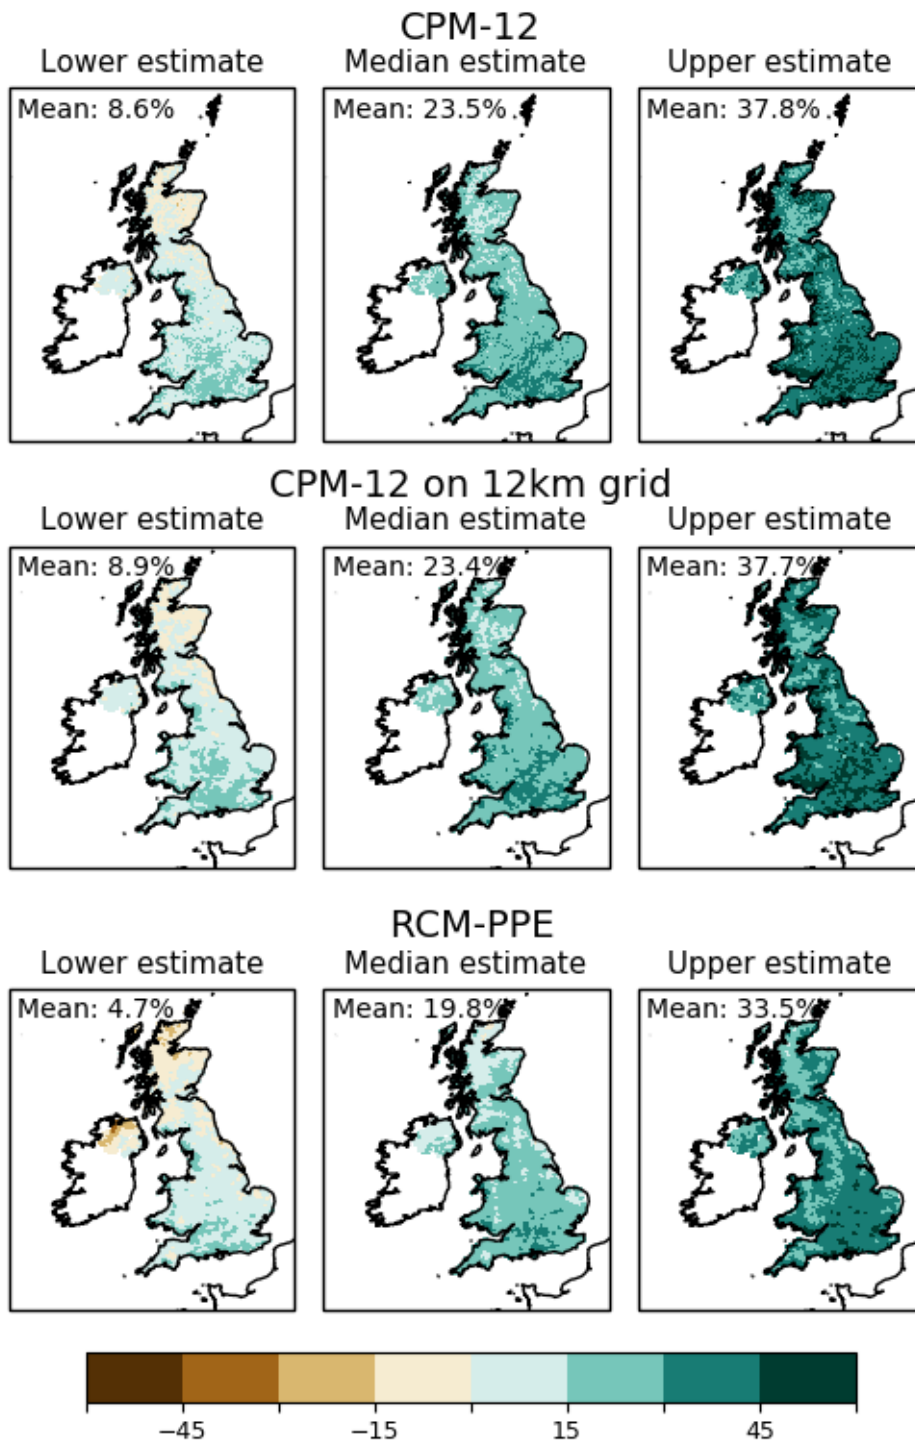 CPM-12
Lower estimate Median estimate Upper estimate
Mean: 8.6% Mean: 23.5% Mean: 37.8%
CPM-12 on 12km grid
Lower estimate Median estimate Upper estimate
Mean: 8.9% Mean: 23.4% Mean: 37.7%
RCM-PPE
Lower estimate Median estimate Upper estimate
Mean: 4.7% Mean: 19.8% Mean: 33.5%
−45 −15 15 45